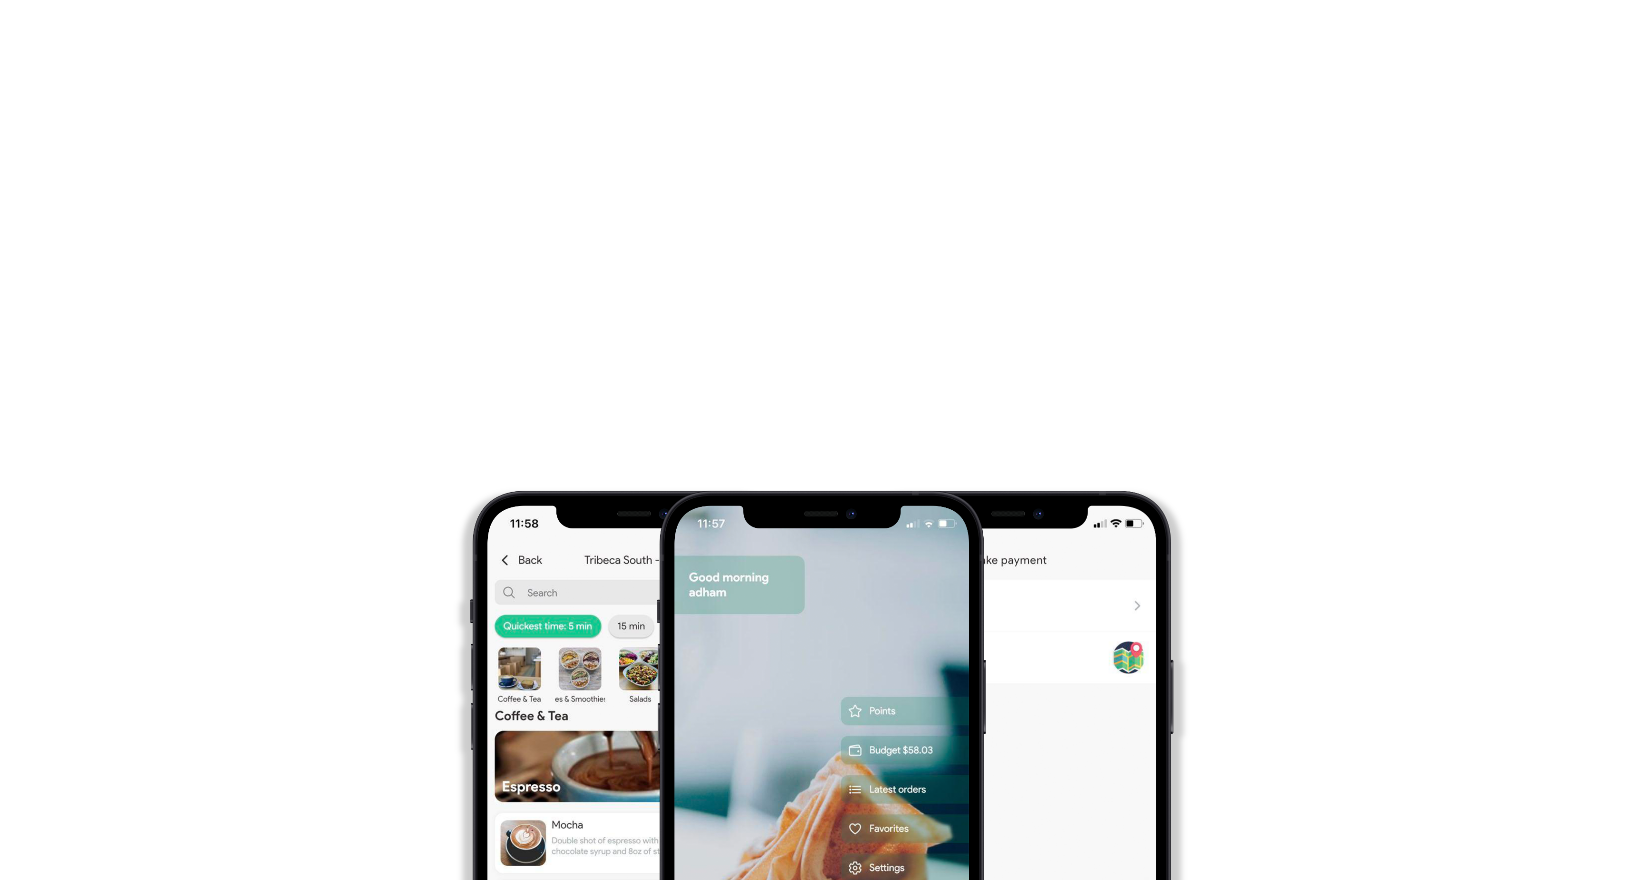 11:58
Back
Tribeca South -
Search
Quickest time: 5 min
15 min
Coffee & Tea
es & Smoothies
Salads
Coffee & Tea
Espresso
Mocha
Double shot of espresso with
chocolate syrup and 8oz of st
11:57
Good morning
adham
Points
Budget $58.03
Latest orders
Favorites
Settings
ke payment